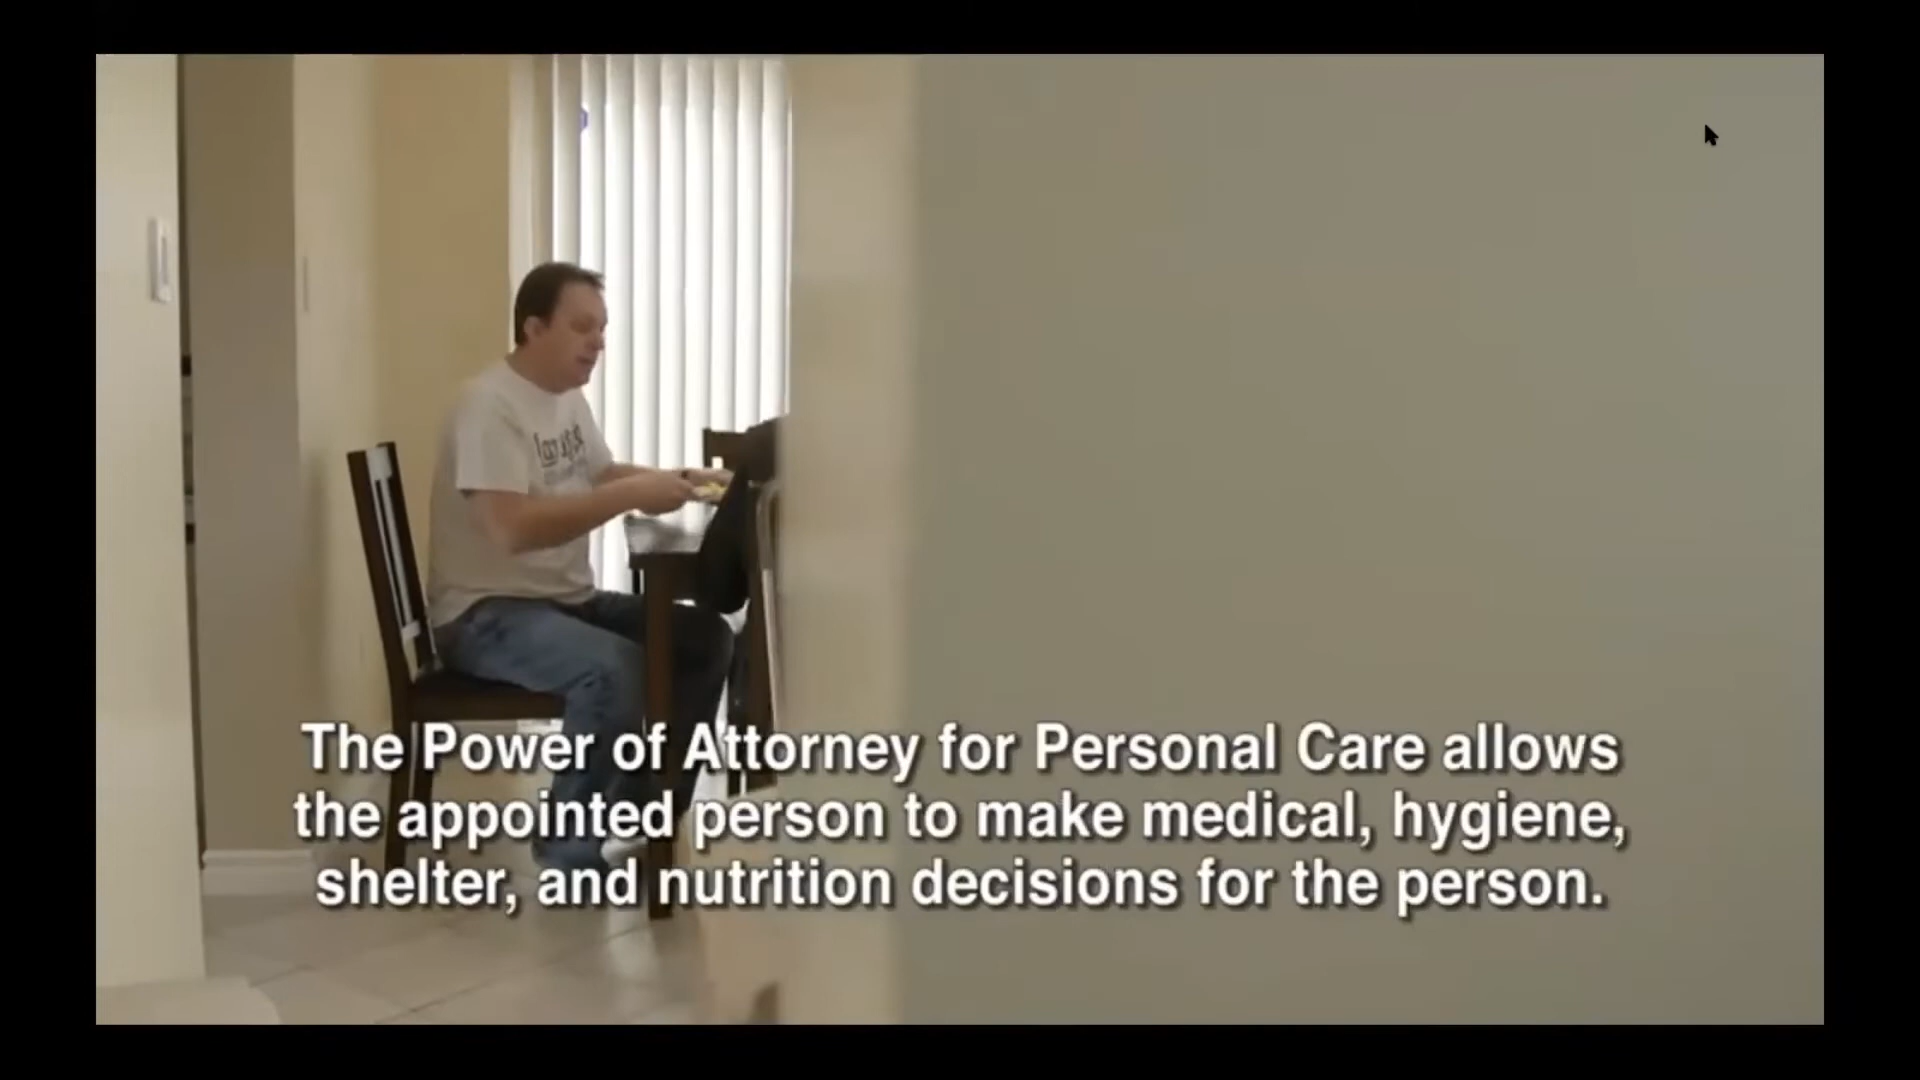 The Power of Attorney for Personal Care allows
the appointed person to make medical, hygiene,
shelter, and nutrition decisions for the person.